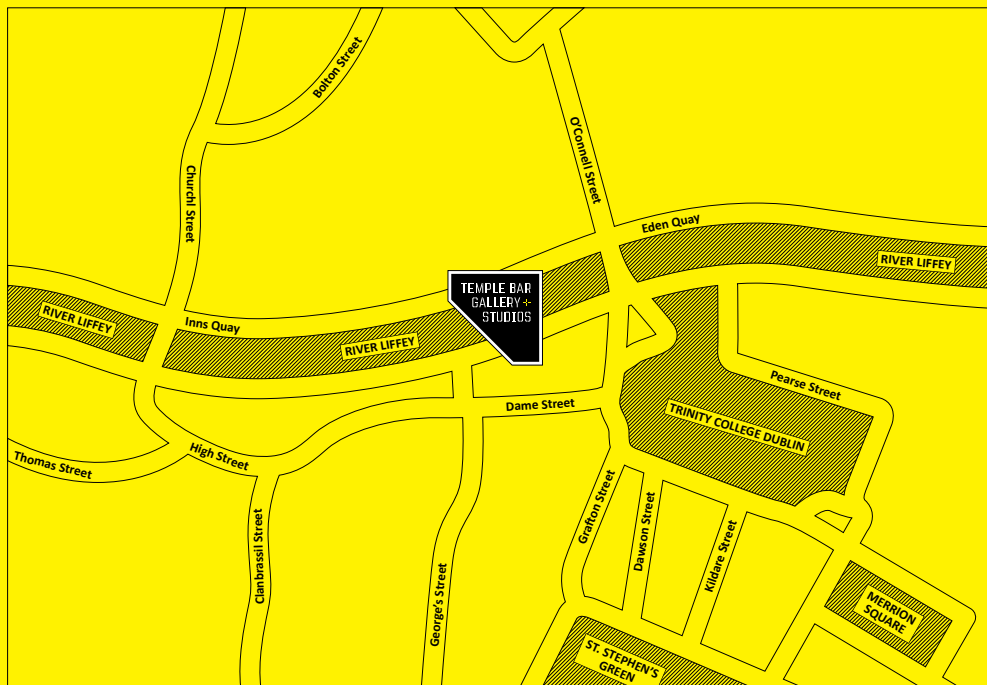 Bolton Street
O'Connell Street
Churchl Street
Eden Quay
RIVER LIFFEY
TEMPLE BAR
GALLERY+
STUDIOS
RIVER LIFFEY
Inns Quay
RIVER LIFFEY
Pearse Street
Dame Street
TRINITY COLLEGE DUBLIN
High Street
Thomas Street
Grafton Street
Dawson Street
Kildare Street
Clanbrassil Street
George's Street
MERRION
SQUARE
ST. STEPHEN'S
GREEN